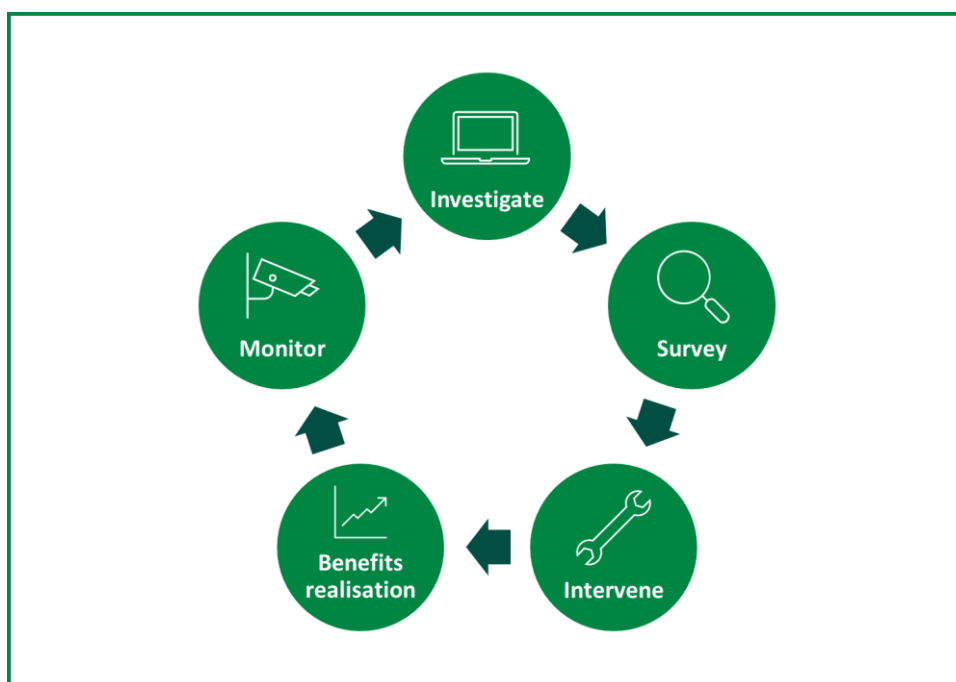 Investigate
Survey
Intervene
Benefits
realisation
Monitor